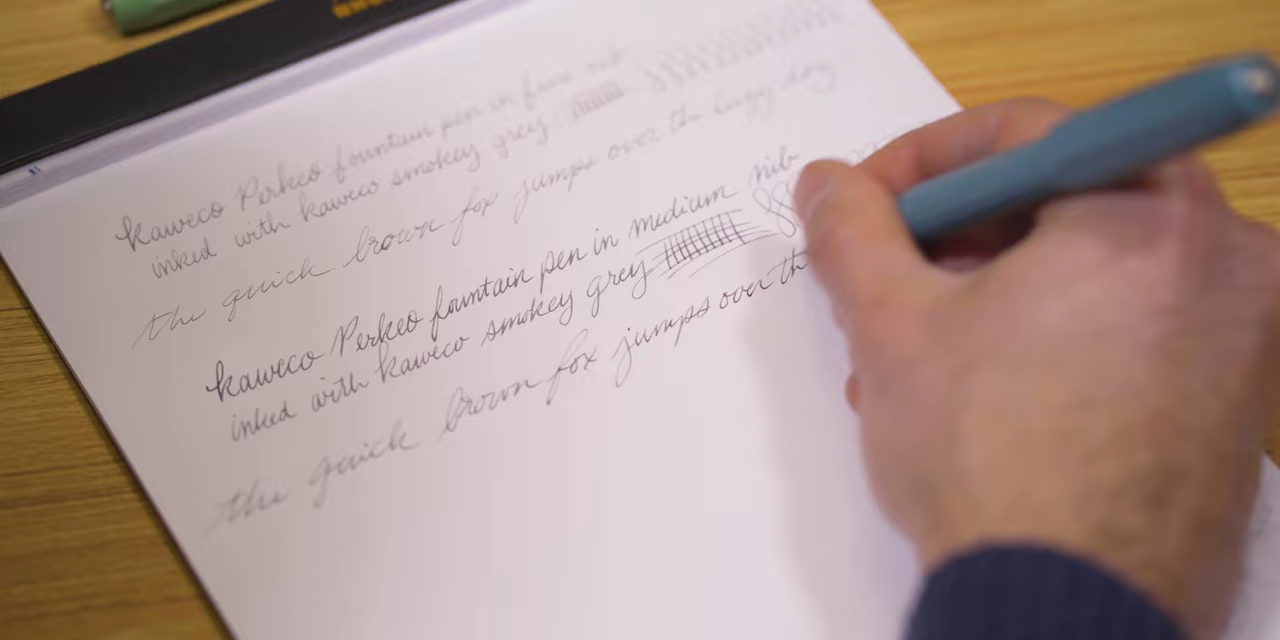 kaweco Perkeo fountain pen in fine nib
inked with kaweco smokey grey
the quick brown fox jumps over the lazy dog
kaweco Perkeo fountain pen in medium nib
inked with kaweco smokey grey
the quick brown fox jumps over th